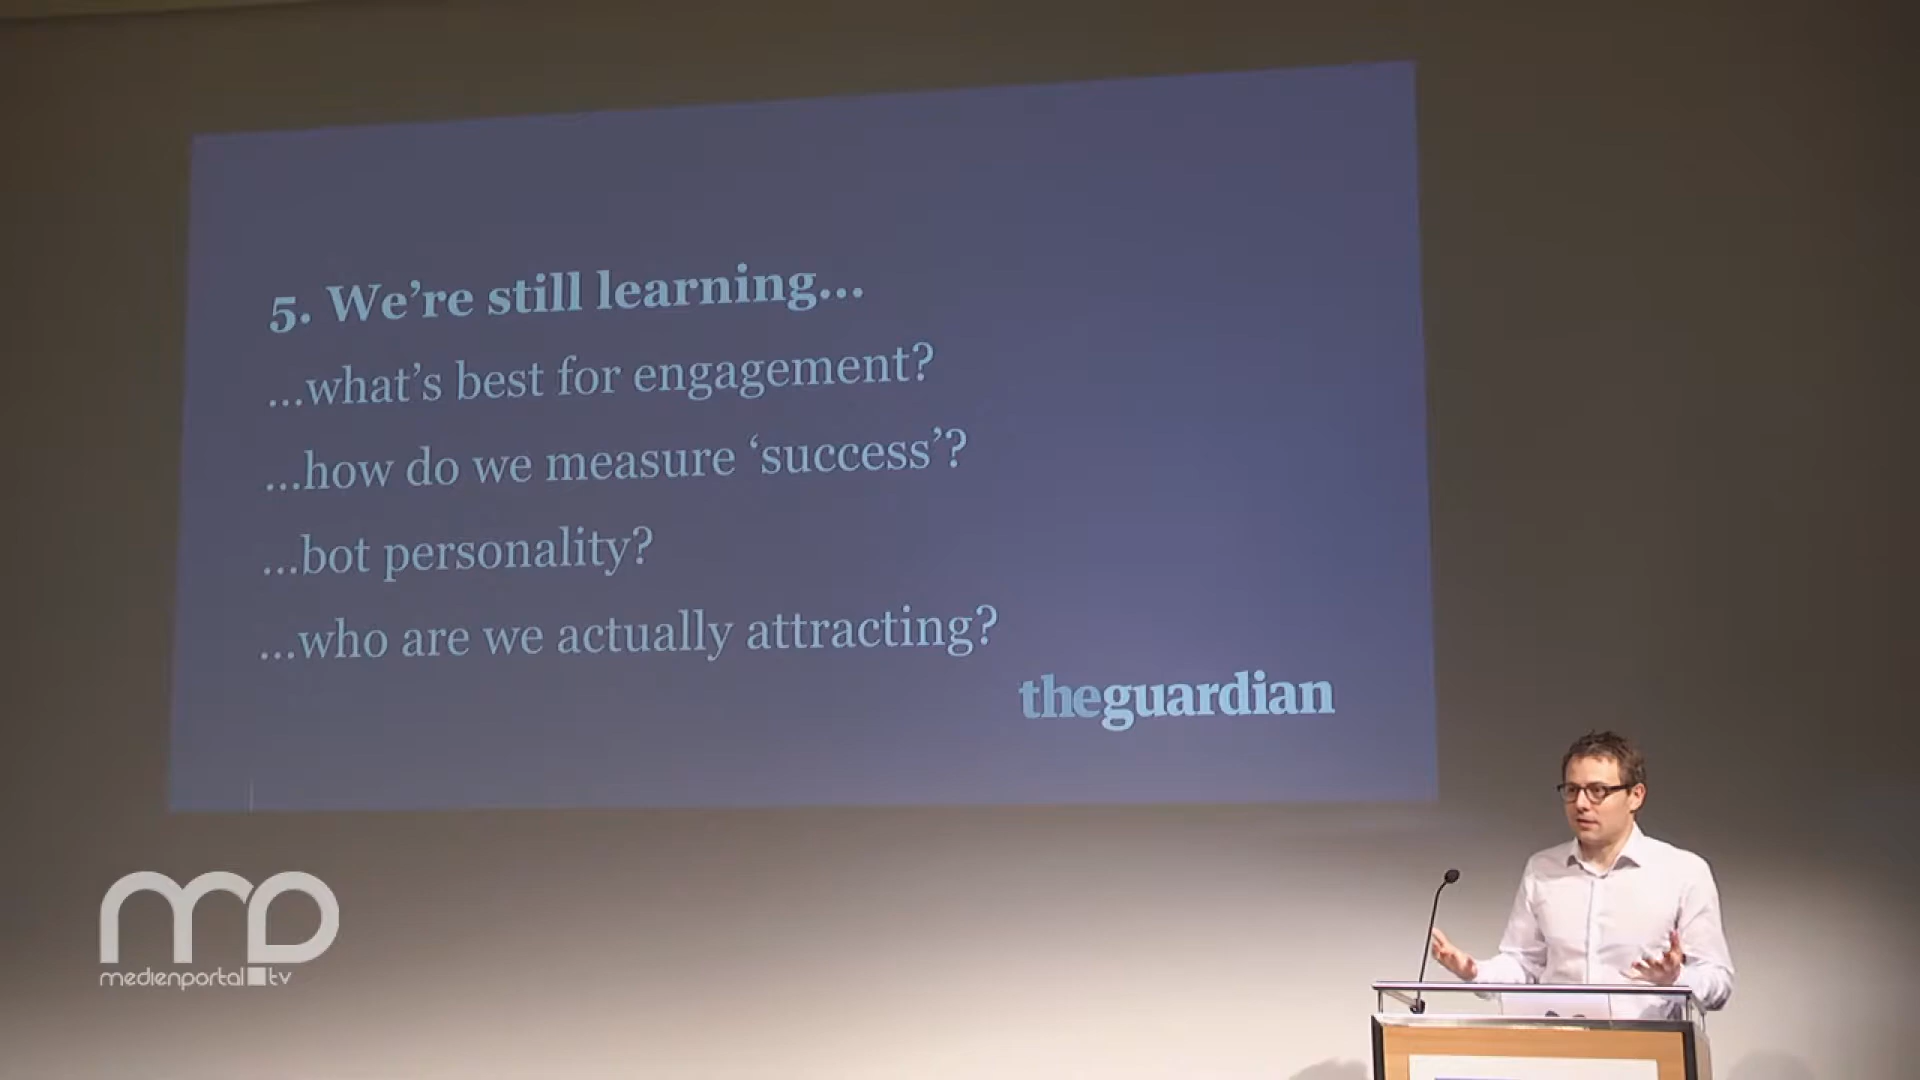 5. We’re still learning...
...what’s best for engagement?
...how do we measure ‘success’?
...bot personality?
...who are we actually attracting?
theguardian
medienportal.tv